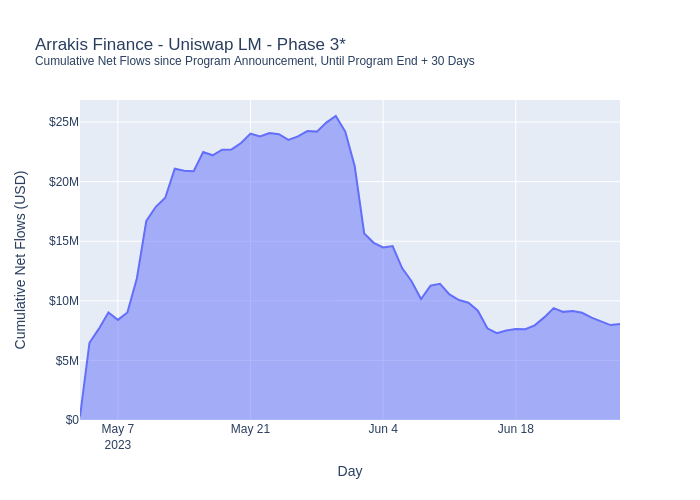 Arrakis Finance - Uniswap LM - Phase 3*
Cumulative Net Flows since Program Announcement, Until Program End + 30 Days
Cumulative Net Flows (USD)
$25M
$20M
$15M
$10M
$5M
$0
May 7
2023
May 21
Jun 4
Jun 18
Day